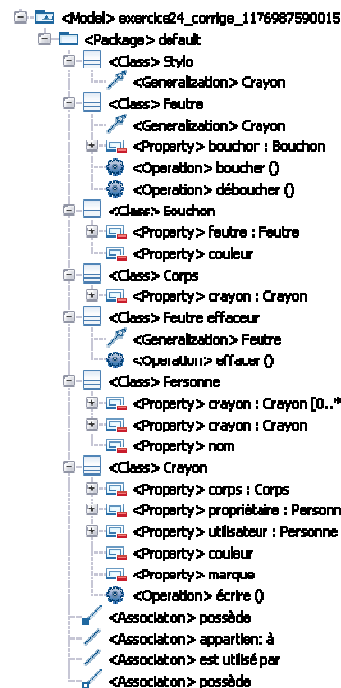 <Model> exercice24_corrige_1176987590015
<Package> default
<Class> Stylo
<Generalization> Crayon
<Class> Feutre
<Generalization> Crayon
<Property> bouchor : Bouchon
<Operation> boucher ()
<Operation> déboucher ()
<Class> Bouchon
<Property> feutre : Feutre
<Property> couleur
<Class> Corps
<Property> crayon : Crayon
<Class> Feutre effaceur
<Generalization> Feutre
<Operation> effacer ()
<Class> Personne
<Property> crayon : Crayon [0..*
<Property> crayon : Crayon
<Property> nom
<Class> Crayon
<Property> corps : Corps
<Property> propriétaire : Personn
<Property> utilisateur : Personne
<Property> couleur
<Property> marque
<Operation> écrire ()
<Association> possède
<Association> appartien: à
<Association> est utilisé par
<Association> possède